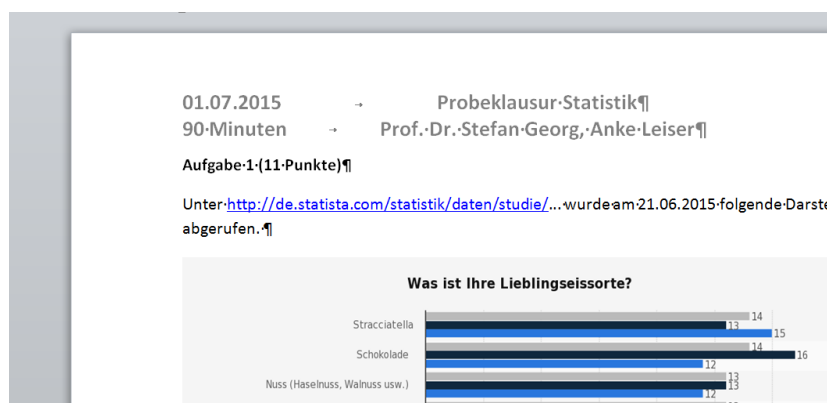 01.07.2015 → Probeklausur·Statistik¶
90·Minuten → Prof.·Dr.·Stefan·Georg,·Anke·Leiser¶
Aufgabe·1·(11·Punkte)¶
Unter·http://de.statista.com/statistik/daten/studie/...·wurde·am·21.06.2015·folgende·Darste
abgerufen.·¶
Was ist Ihre Lieblingseissorte?
14
Stracciatella 13
15
14
Schokolade 16
12
13
Nuss (Haselnuss, Walnuss usw.) 13
12